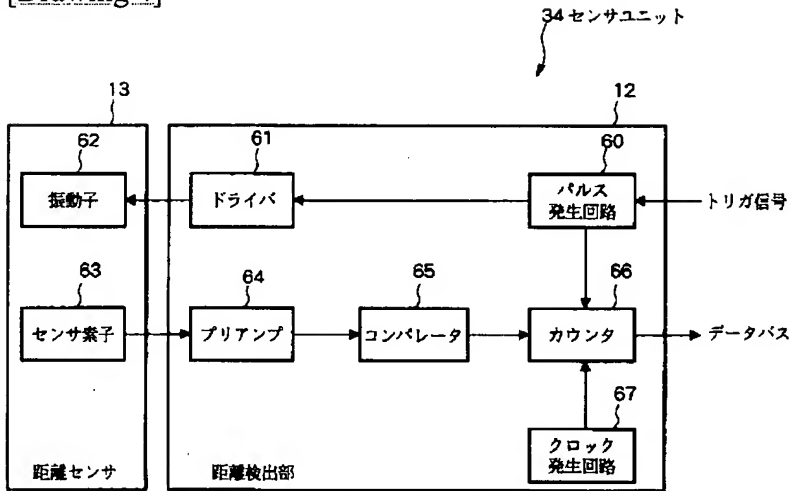 34 センサユニット
13
12
62
61
60
振動子
ドライバ
パルス
発生回路
トリガ信号
63
64
65
66
センサ素子
プリアンプ
コンパレータ
カウンタ
データバス
67
クロック
発生回路
距離センサ
距離検出部